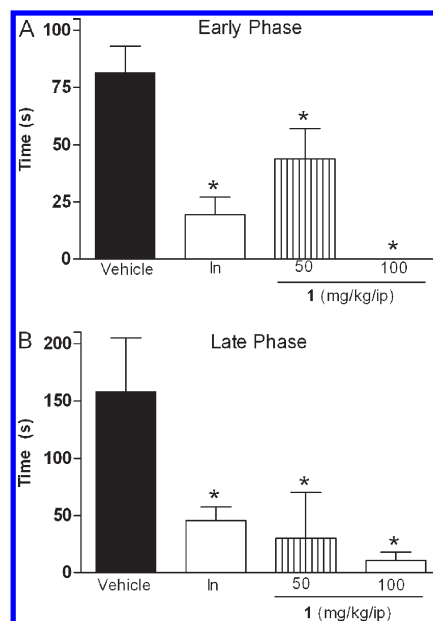 A
Early Phase
100
75
50
25
0
Time (s)
*
*
*
Vehicle In 50 100
1 (mg/kg/ip)
B
Late Phase
200
150
100
50
0
Time (s)
*
*
*
Vehicle In 50 100
1 (mg/kg/ip)